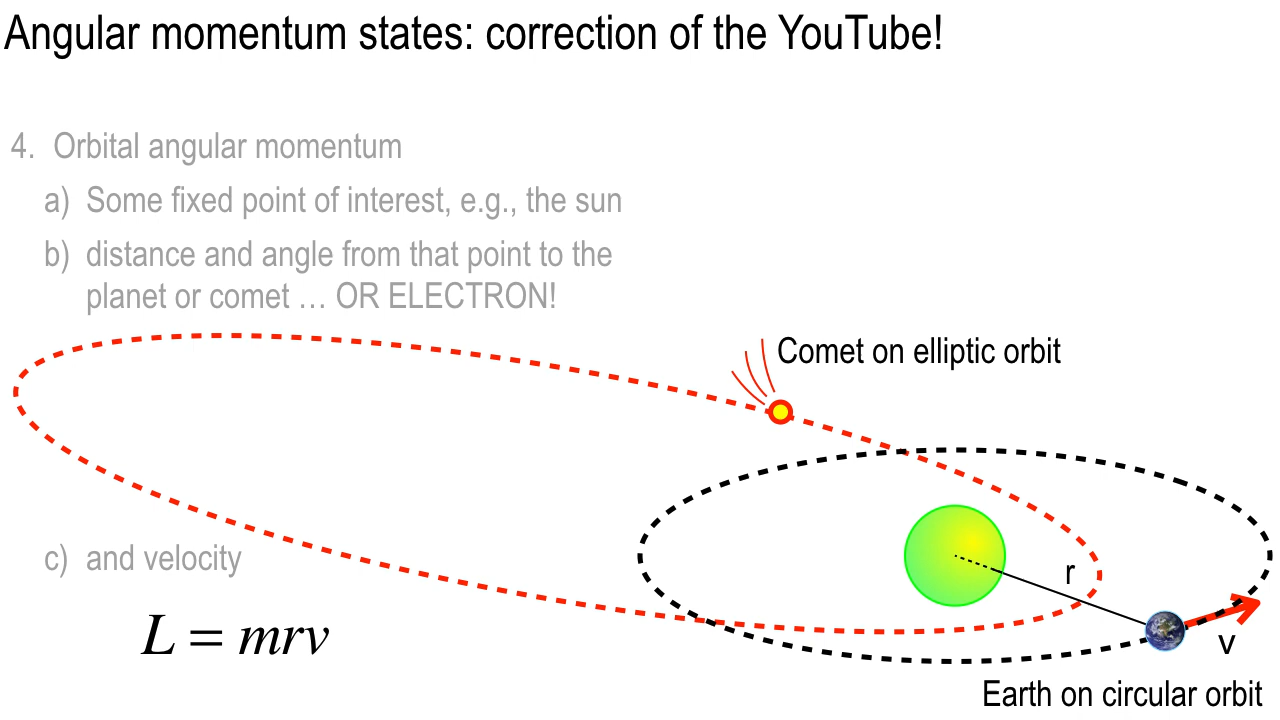 Angular momentum states: correction of the YouTube!
4. Orbital angular momentum
a) Some fixed point of interest, e.g., the sun
b) distance and angle from that point to the
planet or comet … OR ELECTRON!
Comet on elliptic orbit
c) and velocity
r
L = mrv
v
Earth on circular orbit